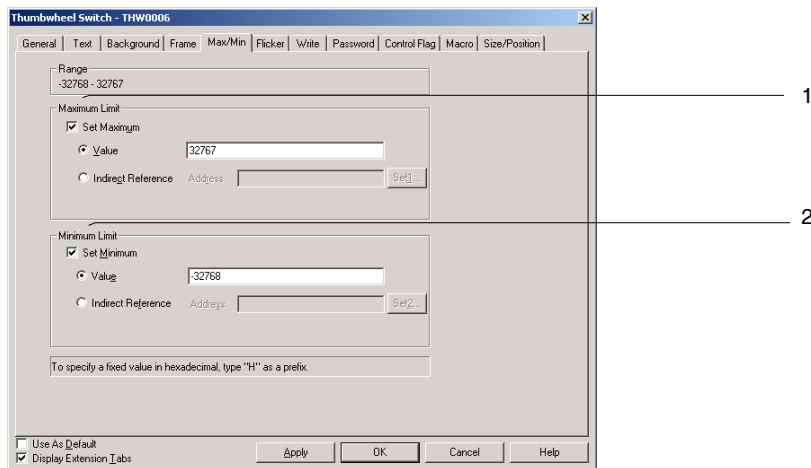 Thumbwheel Switch - THW0006
General Text Background Frame Max/Min Flicker Write Password Control Flag Macro Size/Position
Range
-32768 - 32767
1
Maximum Limit
Set Maximum
Value 32767
Indirect Reference Address Set1...
2
Minimum Limit
Set Minimum
Value -32768
Indirect Reference Address Set2...
To specify a fixed value in hexadecimal, type "H" as a prefix.
Use As Default
Display Extension Tabs
Apply OK Cancel Help